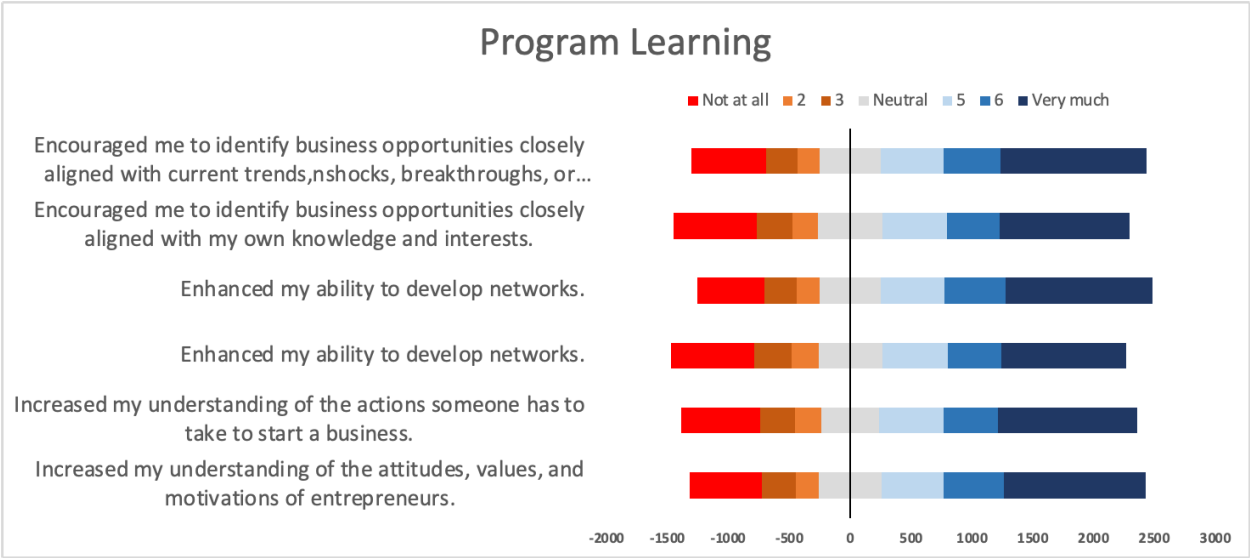 Program Learning
Not at all 2 3 Neutral 5 6 Very much
Encouraged me to identify business opportunities closely
aligned with current trends,nshocks, breakthroughs, or...
Encouraged me to identify business opportunities closely
aligned with my own knowledge and interests.
Enhanced my ability to develop networks.
Enhanced my ability to develop networks.
Increased my understanding of the actions someone has to
take to start a business.
Increased my understanding of the attitudes, values, and
motivations of entrepreneurs.
-2000 -1500 -1000 -500 0 500 1000 1500 2000 2500 3000